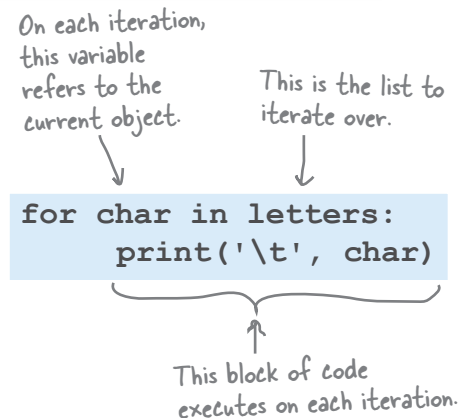 On each iteration,
this variable
refers to the
current object.
This is the list to
iterate over.
for char in letters:
print('\t', char)
This block of code
executes on each iteration.